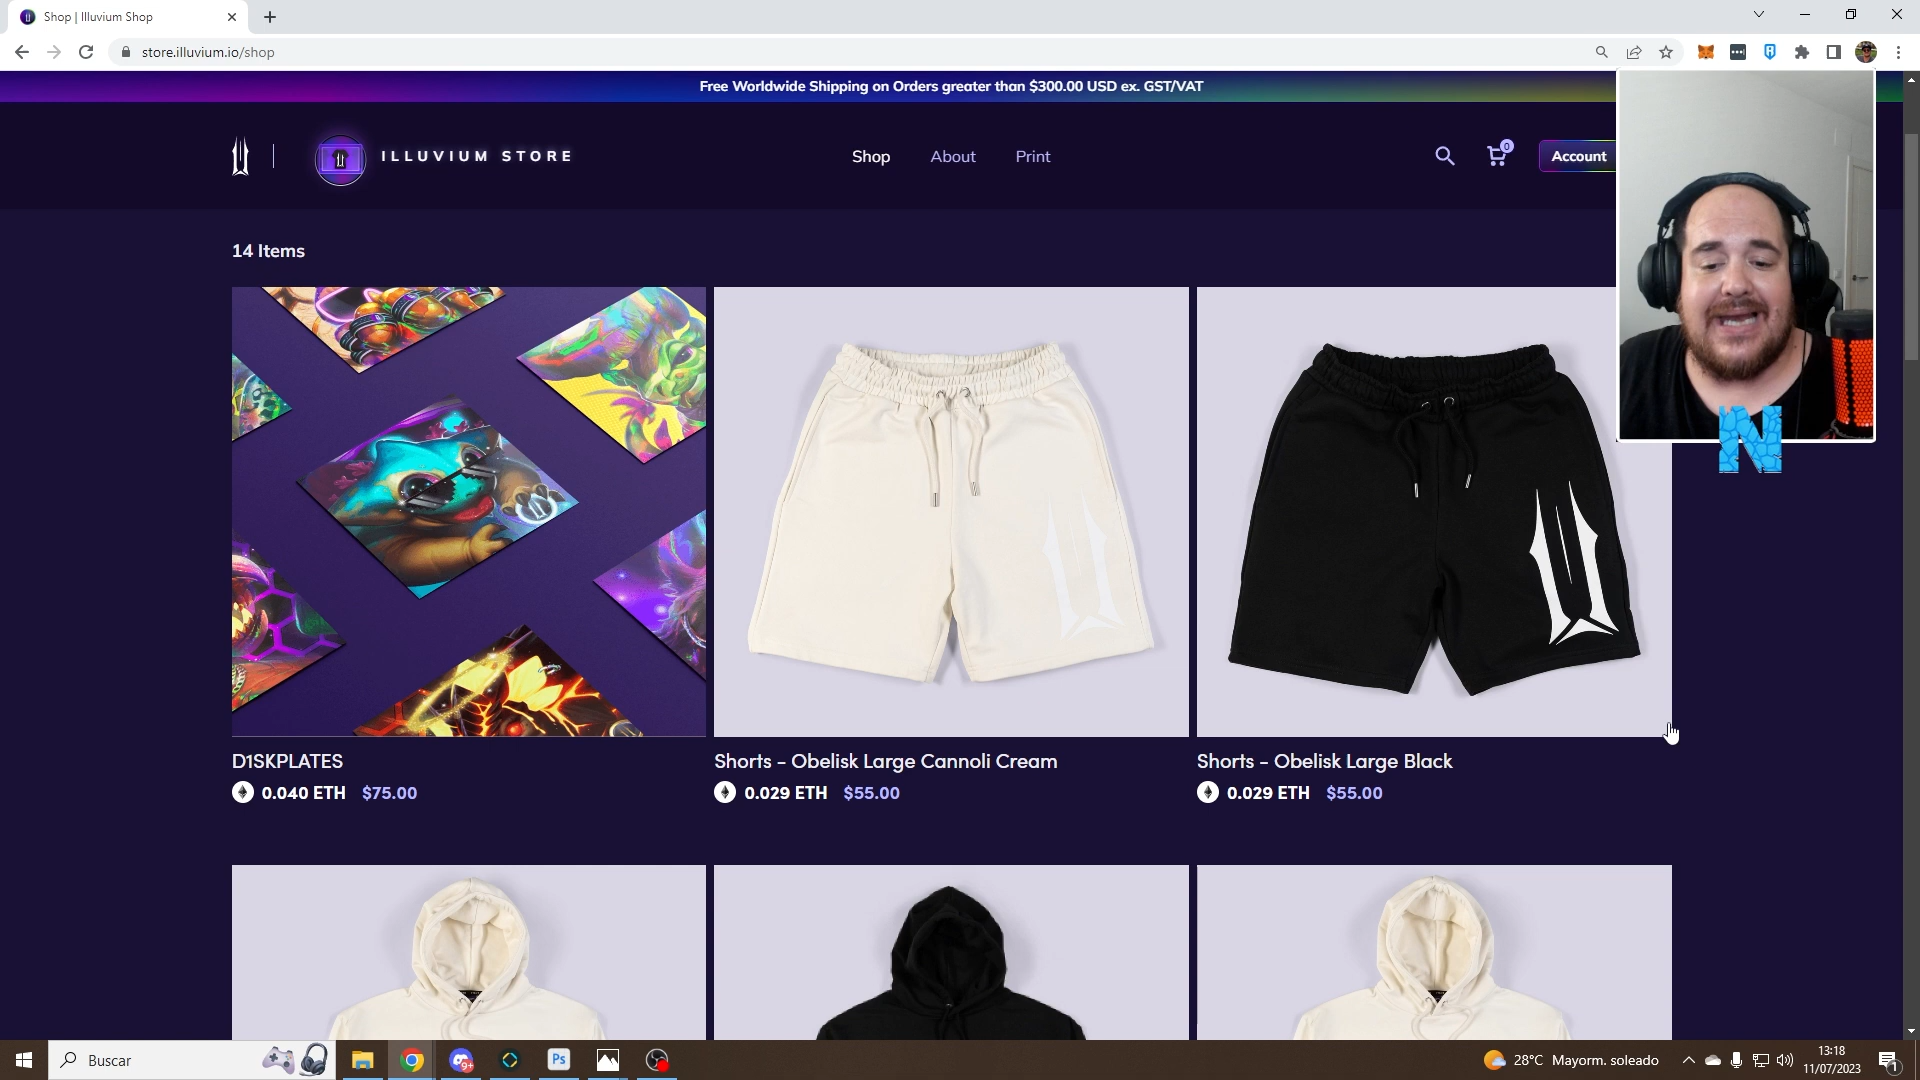 Shop | Illuvium Shop
store.illuvium.io/shop
Free Worldwide Shipping on Orders greater than $300.00 USD ex. GST/VAT
ILLUVIUM STORE
Shop
About
Print
0
Account
14 Items
D1SKPLATES
0.040 ETH $75.00
Shorts - Obelisk Large Cannoli Cream
0.029 ETH $55.00
Shorts - Obelisk Large Black
0.029 ETH $55.00
N
Buscar
9+
Ps
28°C Mayorm. soleado
13:18
11/07/2023
1